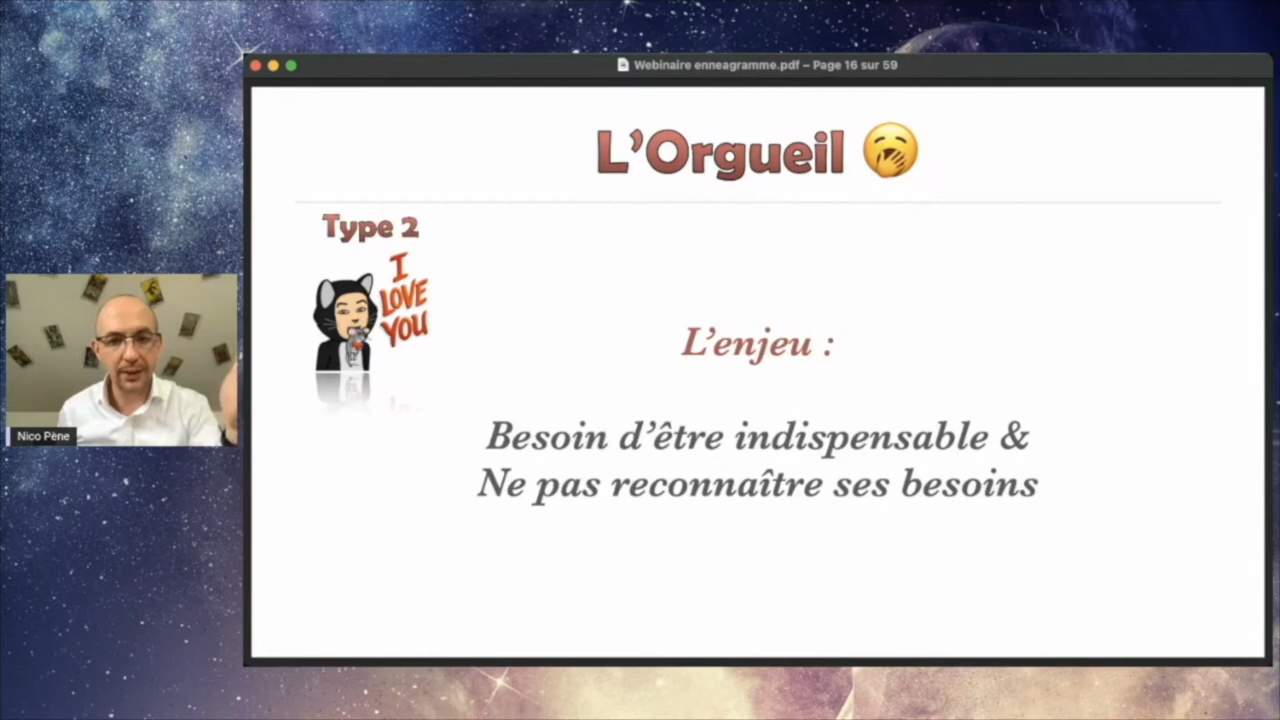 Webinaire enneagramme.pdf – Page 16 sur 59
L'Orgueil
Type 2
I
LOVE
YOU
L'enjeu :
Besoin d'être indispensable &
Ne pas reconnaître ses besoins
Nico Pène